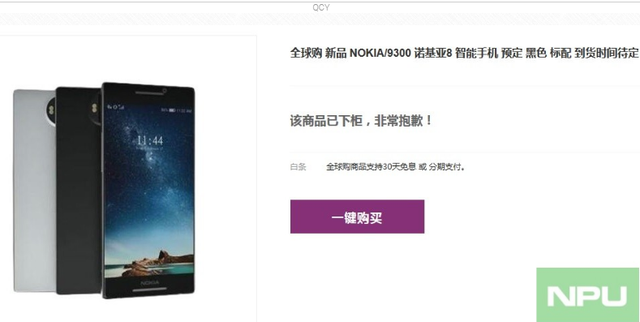 QCY
全球购 新品 NOKIA/9300 诺基亚8 智能手机 预定 黑色 标配 到货时间待定
该商品已下柜，非常抱歉！
11:44
白条 全球购商品支持30天免息 或 分期支付。
一键购买
NOKIA
NPU